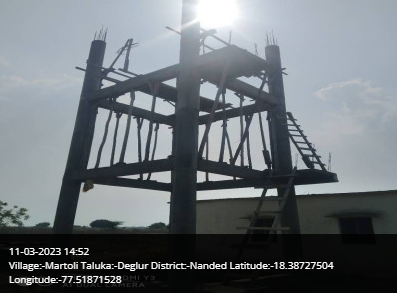 11-03-2023 14:52
Village:-Martoli Taluka:-Deglur District:-Nanded Latitude:-18.38727504
Longitude:-77.51871528